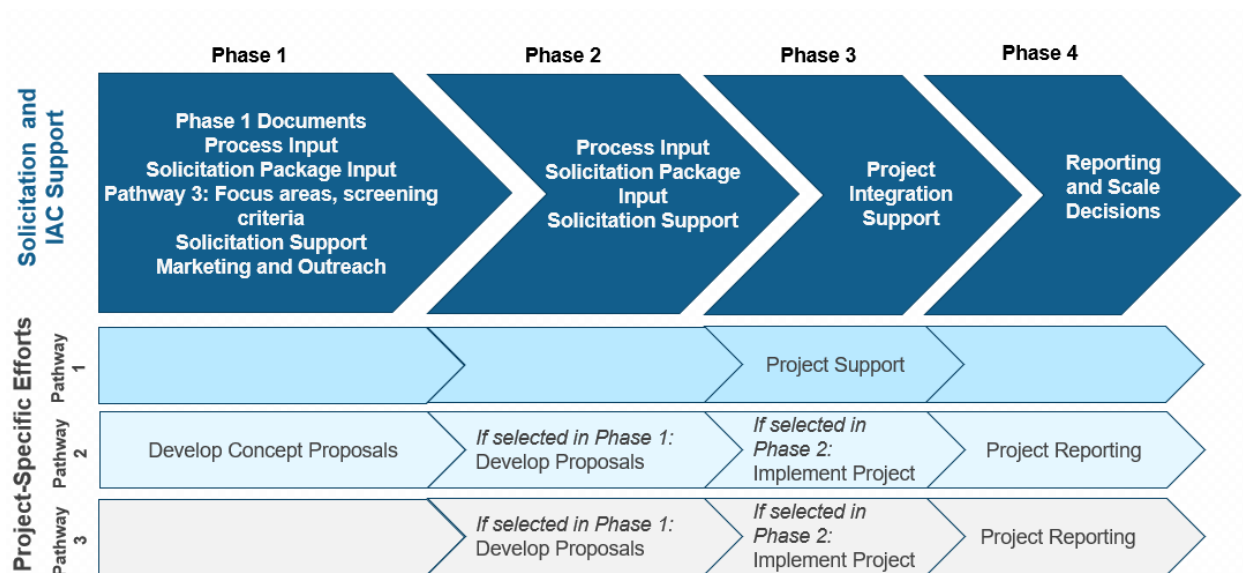 Phase 1
Phase 2
Phase 3
Phase 4
Solicitation and
IAC Support
Phase 1 Documents
Process Input
Solicitation Package Input
Pathway 3: Focus areas, screening
criteria
Solicitation Support
Marketing and Outreach
Process Input
Solicitation Package
Input
Solicitation Support
Project
Integration
Support
Reporting
and Scale
Decisions
Project-Specific Efforts
Pathway
1
Project Support
Pathway
2
Develop Concept Proposals
If selected in Phase 1:
Develop Proposals
If selected in
Phase 2:
Implement Project
Project Reporting
Pathway
3
If selected in Phase 1:
Develop Proposals
If selected in
Phase 2:
Implement Project
Project Reporting